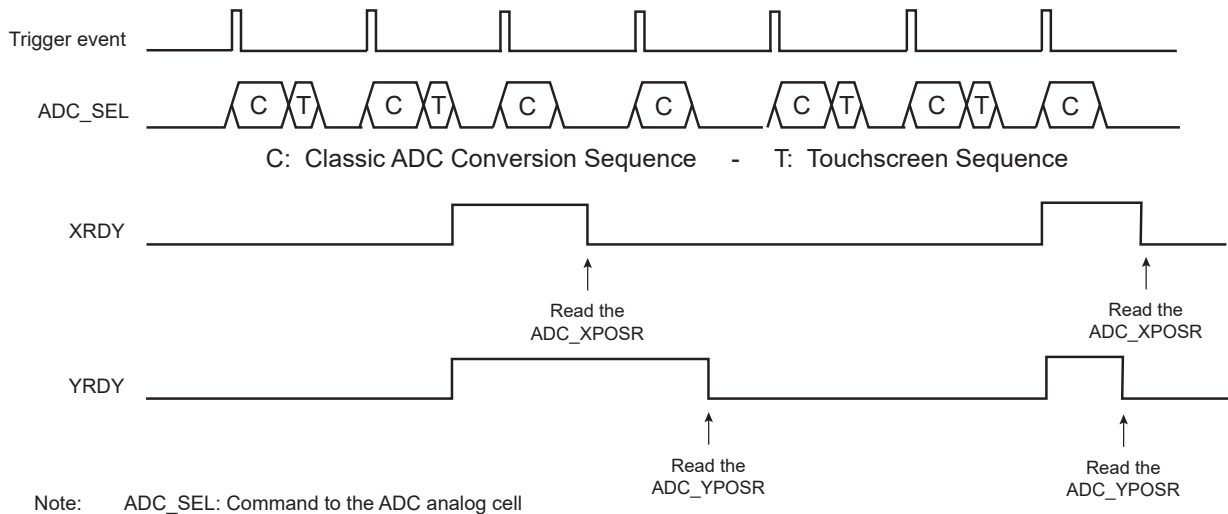 Trigger event
ADC_SEL
C T C T C C C T C T C
C: Classic ADC Conversion Sequence - T: Touchscreen Sequence
XRDY
Read the
ADC_XPOSR
Read the
ADC_XPOSR
YRDY
Read the
ADC_YPOSR
Read the
ADC_YPOSR
Note: ADC_SEL: Command to the ADC analog cell